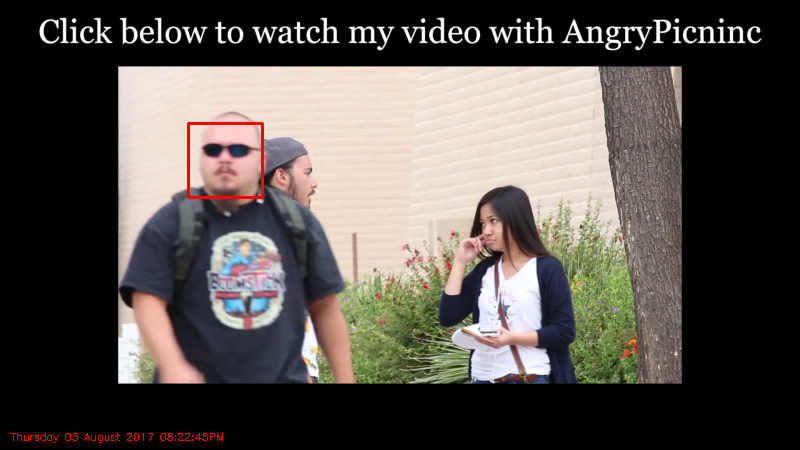 Click below to watch my video with AngryPicninc
Thursday 03 August 2017 08:22:45PM